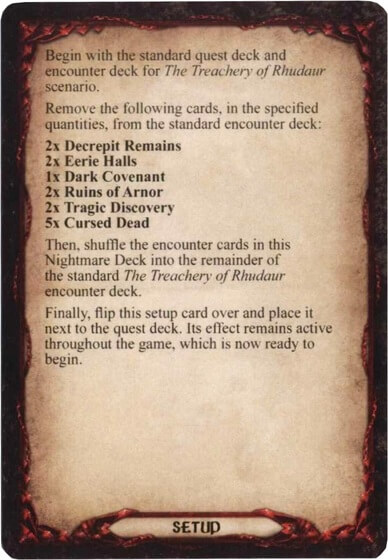 Begin with the standard quest deck and
encounter deck for The Treachery of Rhudaur
scenario.
Remove the following cards, in the specified
quantities, from the standard encounter deck:
2x Decrepit Remains
2x Eerie Halls
1x Dark Covenant
2x Ruins of Arnor
2x Tragic Discovery
5x Cursed Dead
Then, shuffle the encounter cards in this
Nightmare Deck into the remainder of
the standard The Treachery of Rhudaur
encounter deck.
Finally, flip this setup card over and place it
next to the quest deck. Its effect remains active
throughout the game, which is now ready to
begin.
SETUP